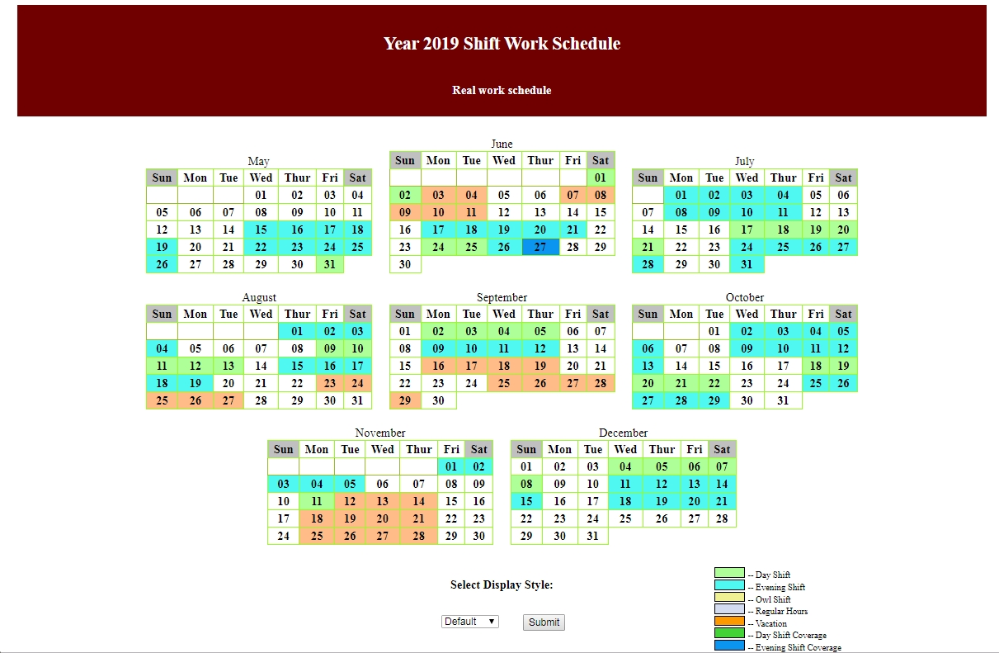 Year 2019 Shift Work Schedule
Real work schedule
May
Sun Mon Tue Wed Thur Fri Sat
01 02 03 04
05 06 07 08 09 10 11
12 13 14 15 16 17 18
19 20 21 22 23 24 25
26 27 28 29 30 31
June
Sun Mon Tue Wed Thur Fri Sat
01
02 03 04 05 06 07 08
09 10 11 12 13 14 15
16 17 18 19 20 21 22
23 24 25 26 27 28 29
30
July
Sun Mon Tue Wed Thur Fri Sat
01 02 03 04 05 06
07 08 09 10 11 12 13
14 15 16 17 18 19 20
21 22 23 24 25 26 27
28 29 30 31
August
Sun Mon Tue Wed Thur Fri Sat
01 02 03
04 05 06 07 08 09 10
11 12 13 14 15 16 17
18 19 20 21 22 23 24
25 26 27 28 29 30 31
September
Sun Mon Tue Wed Thur Fri Sat
01 02 03 04 05 06 07
08 09 10 11 12 13 14
15 16 17 18 19 20 21
22 23 24 25 26 27 28
29 30
October
Sun Mon Tue Wed Thur Fri Sat
01 02 03 04 05
06 07 08 09 10 11 12
13 14 15 16 17 18 19
20 21 22 23 24 25 26
27 28 29 30 31
November
Sun Mon Tue Wed Thur Fri Sat
01 02
03 04 05 06 07 08 09
10 11 12 13 14 15 16
17 18 19 20 21 22 23
24 25 26 27 28 29 30
December
Sun Mon Tue Wed Thur Fri Sat
01 02 03 04 05 06 07
08 09 10 11 12 13 14
15 16 17 18 19 20 21
22 23 24 25 26 27 28
29 30 31
Select Display Style:
Default Submit
-- Day Shift
-- Evening Shift
-- Owl Shift
-- Regular Hours
-- Vacation
-- Day Shift Coverage
-- Evening Shift Coverage